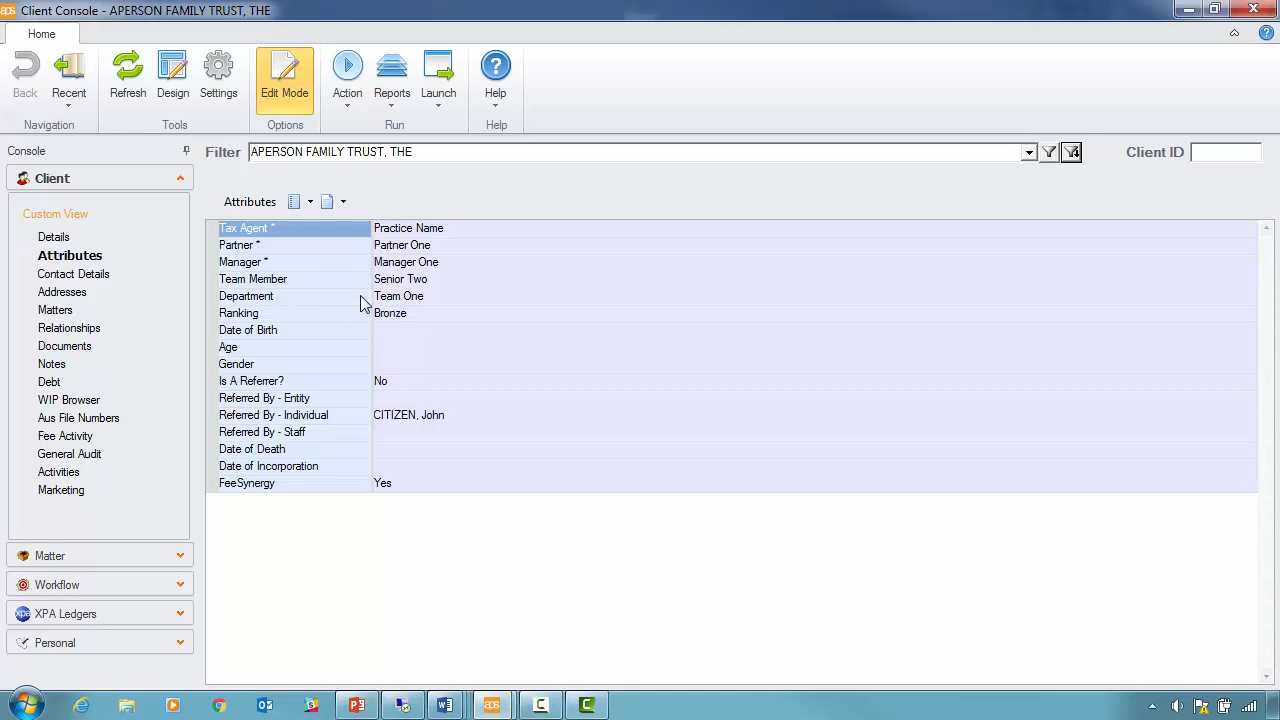 aps Client Console - APERSON FAMILY TRUST, THE
Home
Back
Recent
Refresh
Design
Settings
Edit Mode
Action
Reports
Launch
Help
Navigation
Tools
Options
Run
Help
Console
Filter APERSON FAMILY TRUST, THE
Client ID
Client
Attributes
Custom View
Details
Attributes
Contact Details
Addresses
Matters
Relationships
Documents
Notes
Debt
WIP Browser
Aus File Numbers
Fee Activity
General Audit
Activities
Marketing
Matter
Workflow
xpa XPA Ledgers
Personal
Tax Agent * Practice Name
Partner * Partner One
Manager * Manager One
Team Member Senior Two
Department Team One
Ranking Bronze
Date of Birth
Age
Gender
Is A Referrer? No
Referred By - Entity
Referred By - Individual CITIZEN, John
Referred By - Staff
Date of Death
Date of Incorporation
FeeSynergy Yes
aps